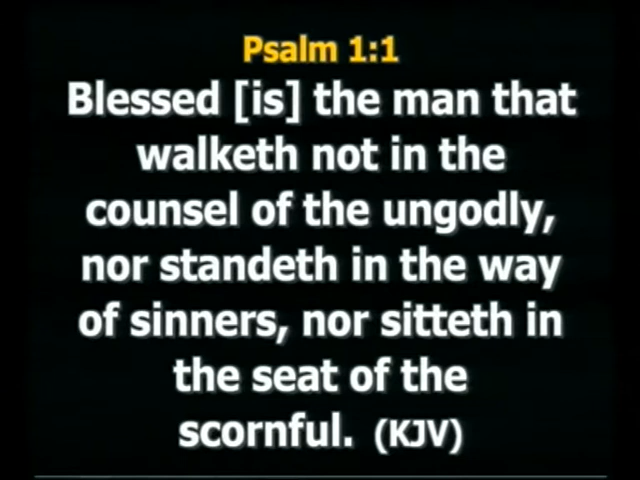 Psalm 1:1
Blessed [is] the man that
walketh not in the
counsel of the ungodly,
nor standeth in the way
of sinners, nor sitteth in
the seat of the
scornful. (KJV)